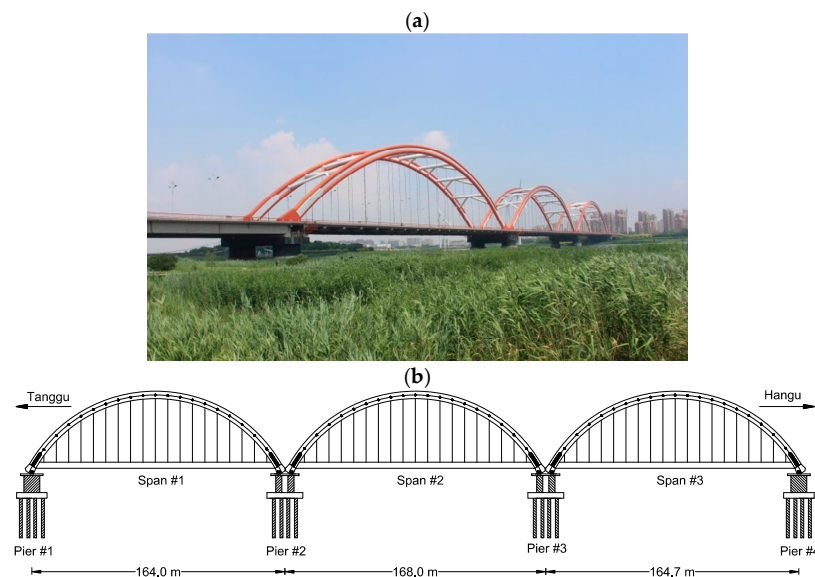 (a)
(b)
Tanggu Hangu
Span #1 Span #2 Span #3
Pier #1 Pier #2 Pier #3 Pier #4
164.0 m 168.0 m 164.7 m